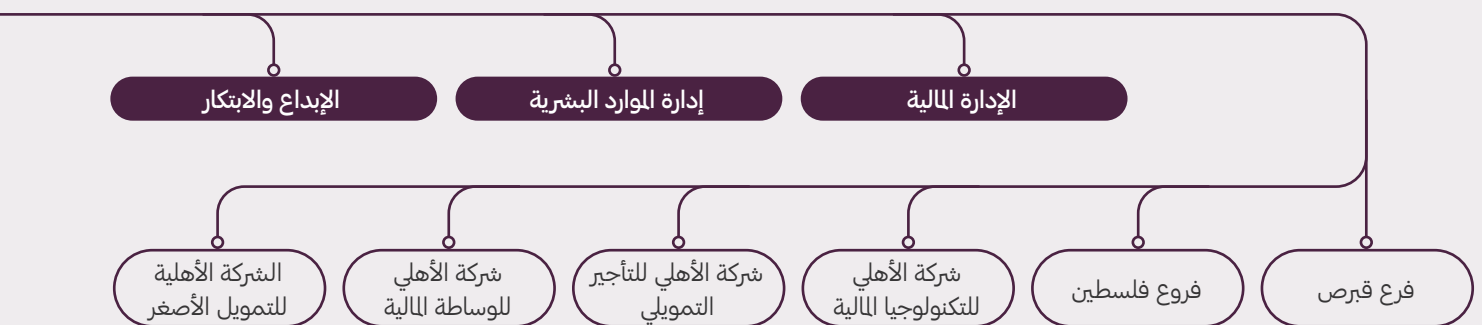 الإدارة المالية
إدارة الموارد البشرية
الإبداع والابتكار
فرع قبرص
فروع فلسطين
شركة الأهلي
للتكنولوجيا المالية
شركة الأهلي للتأجير
التمويلي
شركة الأهلي
للوساطة المالية
الشركة الأهلية
للتمويل الأصغر